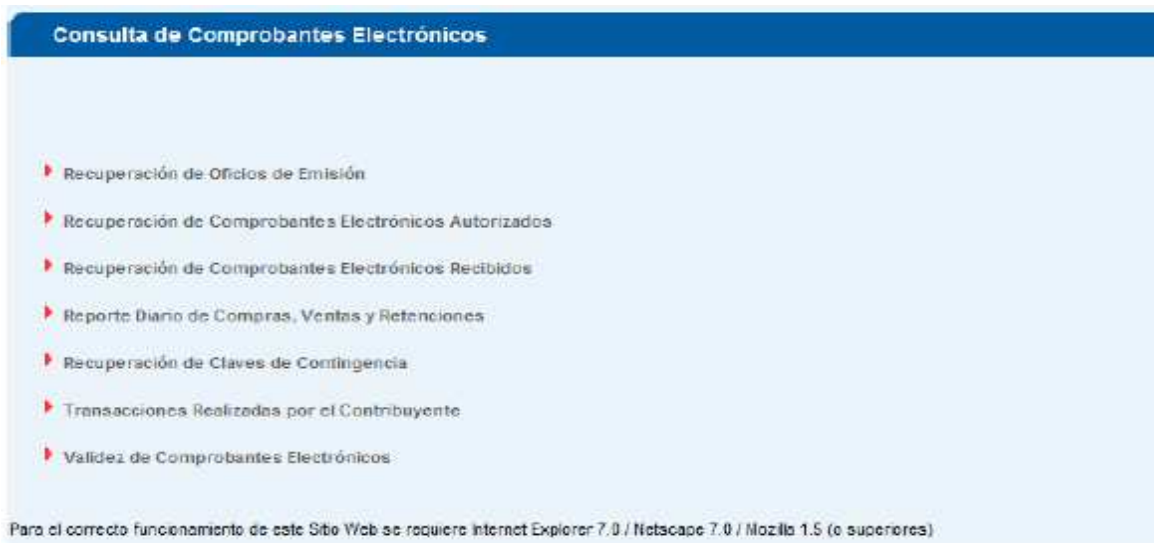 Consulta de Comprobantes Electrónicos
Recuperación de Oficios de Emisión
Recuperación de Comprobantes Electrónicos Autorizados
Recuperación de Comprobantes Electrónicos Recibidos
Reporte Diario de Compras, Ventas y Retenciones
Recuperación de Claves de Contingencia
Transacciones Realizadas por el Contribuyente
Validez de Comprobantes Electrónicos
Para el correcto funcionamiento de este Sitio Web se requiere Internet Explorer 7.0 / Netscape 7.0 / Mozilla 1.5 (o superiores)